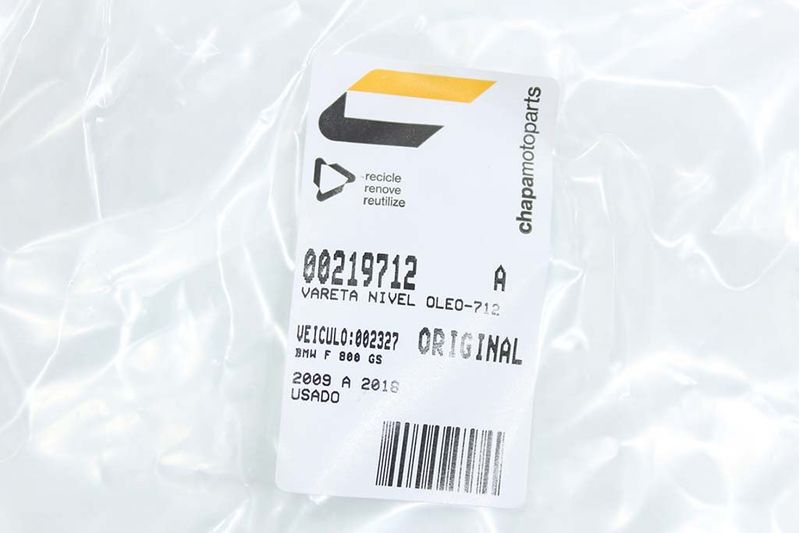 chapamotoparts
recicle
renove
reutilize
00219712 A
VARETA NIVEL OLEO-712
VEICULO:002327 ORIGINAL
BMW F 800 GS
2009 A 2018
USADO